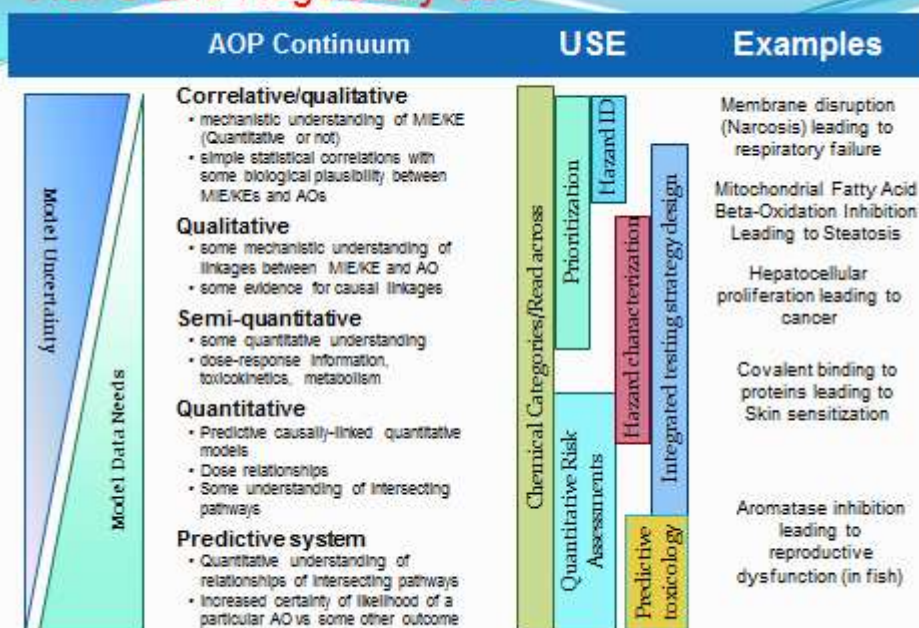 AOP Continuum
USE
Examples
Model Uncertainty
Model Data Needs
Correlative/qualitative
• mechanistic understanding of MIE/KE
(Quantitative or not)
• simple statistical correlations with
some biological plausibility between
MIE/KEs and AOs
Qualitative
• some mechanistic understanding of
linkages between MIE/KE and AO
• some evidence for causal linkages
Semi-quantitative
• some quantitative understanding
• dose-response information,
toxicokinetics, metabolism
Quantitative
• Predictive causally-linked quantitative
models
• Dose relationships
• Some understanding of intersecting
pathways
Predictive system
• Quantitative understanding of
relationships of intersecting pathways
• Increased certainty of likelihood of a
particular AO vs some other outcome
Chemical Categories/Read across
Prioritization
Hazard ID
Quantitative Risk
Assessments
Hazard characterization
Integrated testing strategy design
Predictive
toxicology
Membrane disruption
(Narcosis) leading to
respiratory failure
Mitochondrial Fatty Acid
Beta-Oxidation Inhibition
Leading to Steatosis
Hepatocellular
proliferation leading to
cancer
Covalent binding to
proteins leading to
Skin sensitization
Aromatase inhibition
leading to
reproductive
dysfunction (in fish)